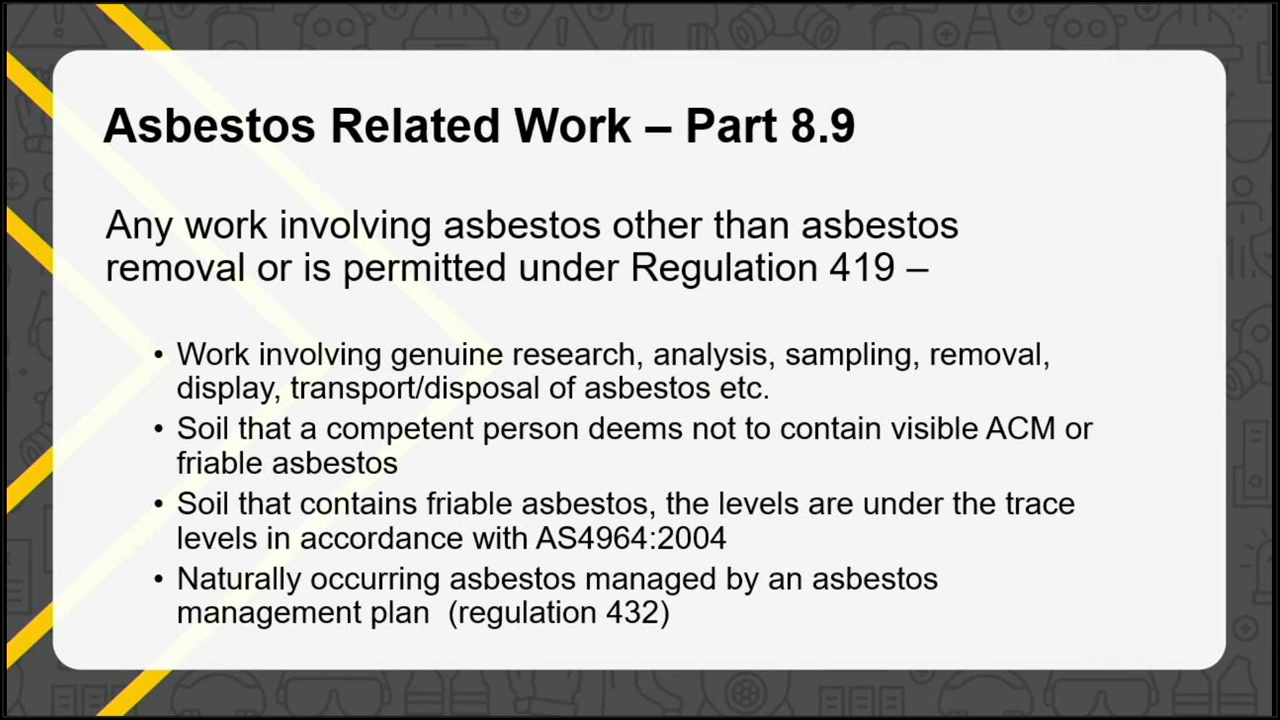 Asbestos Related Work – Part 8.9
Any work involving asbestos other than asbestos
removal or is permitted under Regulation 419 –
• Work involving genuine research, analysis, sampling, removal,
display, transport/disposal of asbestos etc.
• Soil that a competent person deems not to contain visible ACM or
friable asbestos
• Soil that contains friable asbestos, the levels are under the trace
levels in accordance with AS4964:2004
• Naturally occurring asbestos managed by an asbestos
management plan  (regulation 432)